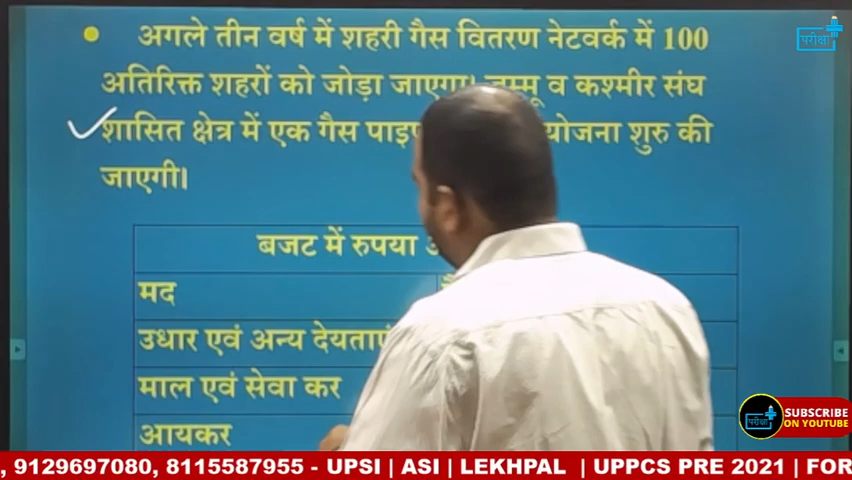 अगले तीन वर्ष में शहरी गैस वितरण नेटवर्क में 100
अतिरिक्त शहरों को जोड़ा जाएगा। जम्मू व कश्मीर संघ
शासित क्षेत्र में एक गैस योजना शुरु की
जाएगी।
बजट में रुपया
मद
उधार एवं अन्य देयताएं
माल एवं सेवा कर
आयकर
परीक्षा
परीक्षा
SUBSCRIBE
ON YOUTUBE
, 9129697080, 8115587955 - UPSI | ASI | LEKHPAL | UPPCS PRE 2021 | FOR